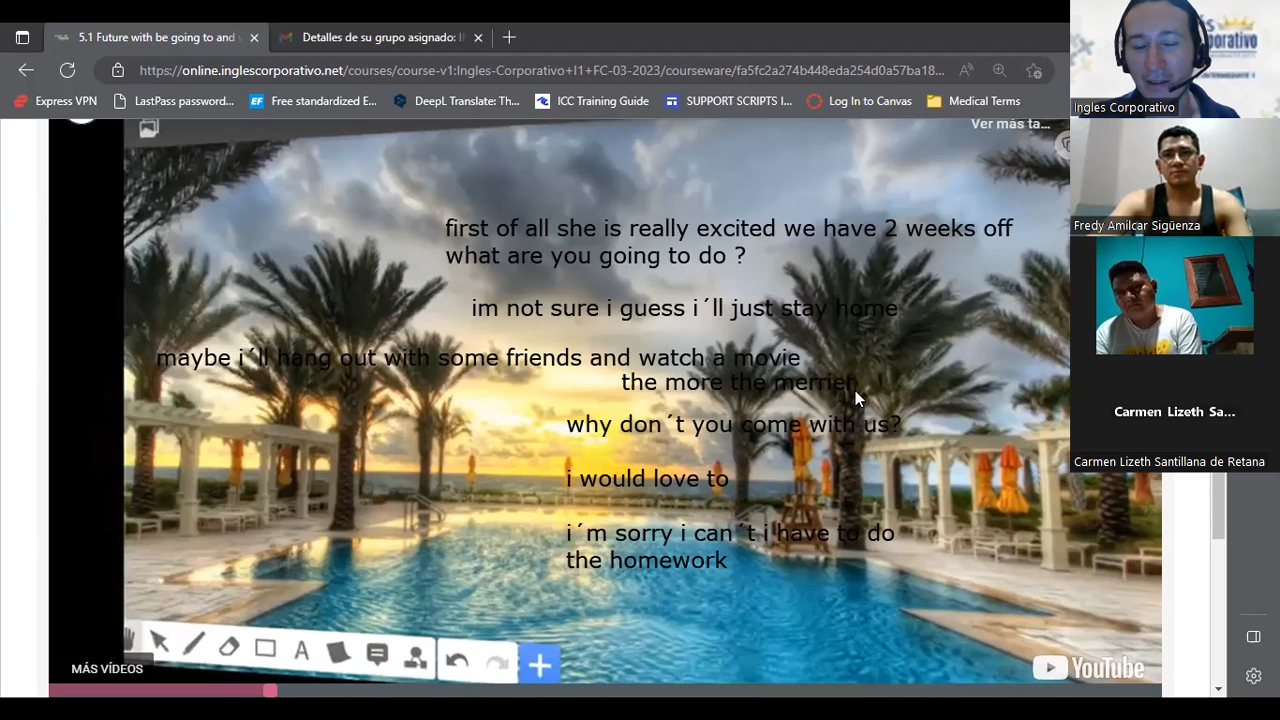 5.1 Future with be going to and
Detalles de su grupo asignado: I
https://online.inglescorporativo.net/courses/course-v1:Ingles-Corporativo+I1+FC-03-2023/courseware/fa5fc2a274b448eda254d0a57ba18...
Express VPN
LastPass password...
EF Free standardized E...
DeepL Translate: Th...
ICC Training Guide
SUPPORT SCRIPTS I...
Log In to Canvas
Medical Terms
Ver más ta...
first of all she is really excited we have 2 weeks off
what are you going to do ?
im not sure i guess i´ll just stay home
maybe i´ll hang out with some friends and watch a movie
the more the merrier
why don´t you come with us?
i would love to
i´m sorry i can´t i have to do
the homework
A
MÁS VÍDEOS
YouTube
Ingles Corporativo
Fredy Amilcar Sigüenza
Carmen Lizeth Sa...
Carmen Lizeth Santillana de Retana